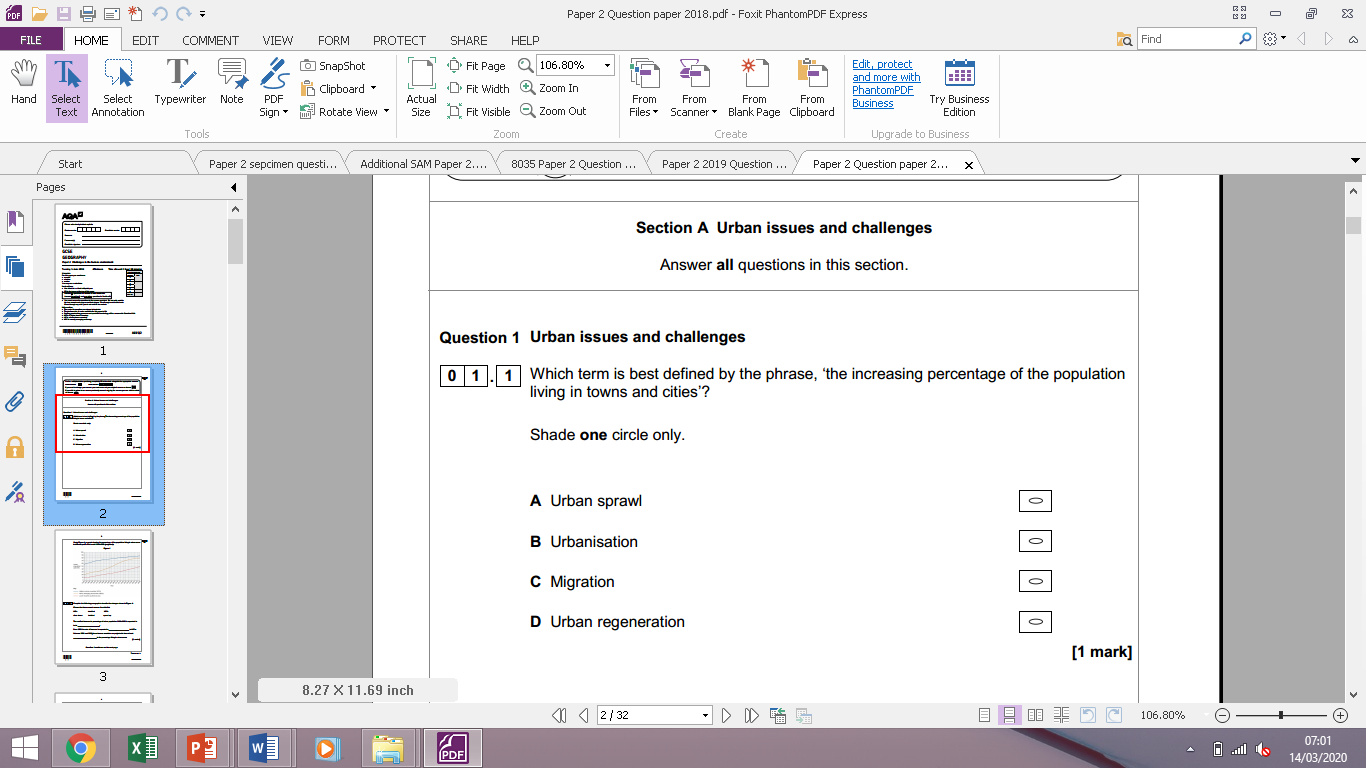 Paper 2 Question paper 2018.pdf - Foxit PhantomPDF Express
FILE HOME EDIT COMMENT VIEW FORM PROTECT SHARE HELP
Find
Hand
Select Text
Select Annotation
Typewriter
Note
PDF Sign
SnapShot
Clipboard
Rotate View
Tools
Actual Size
Fit Page
Fit Width
Fit Visible
106.80%
Zoom In
Zoom Out
Zoom
From Files
From Scanner
From Blank Page
From Clipboard
Create
Edit, protect
and more with
PhantomPDF
Business
Try Business
Edition
Upgrade to Business
Start
Paper 2 sepcimen questi...
Additional SAM Paper 2....
8035 Paper 2 Question ...
Paper 2 2019 Question ...
Paper 2 Question paper 2...
Pages
AQA
GCSE
GEOGRAPHY
1
2
3
Section A Urban issues and challenges
Answer all questions in this section.
Question 1 Urban issues and challenges
0 1 . 1 Which term is best defined by the phrase, ‘the increasing percentage of the population
living in towns and cities’?
Shade one circle only.
A Urban sprawl
B Urbanisation
C Migration
D Urban regeneration
[1 mark]
8.27 X 11.69 inch
2 / 32
106.80%
PDF
07:01
14/03/2020